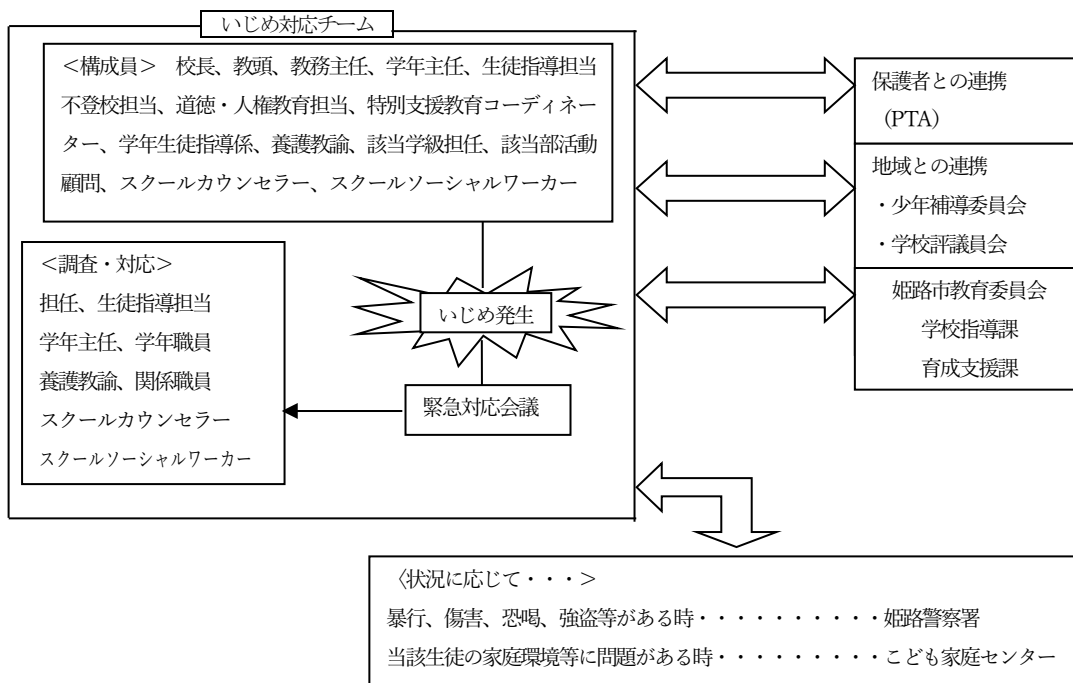 いじめ対応チーム
＜構成員＞　校長、教頭、教務主任、学年主任、生徒指導担当
不登校担当、道徳・人権教育担当、特別支援教育コーディネー
ター、学年生徒指導係、養護教諭、該当学級担任、該当部活動
顧問、スクールカウンセラー、スクールソーシャルワーカー
＜調査・対応＞
担任、生徒指導担当
学年主任、学年職員
養護教諭、関係職員
スクールカウンセラー
スクールソーシャルワーカー
いじめ発生
緊急対応会議
保護者との連携
（PTA）
地域との連携
・少年補導委員会
・学校評議員会
姫路市教育委員会
学校指導課
育成支援課
〈状況に応じて・・・＞
暴行、傷害、恐喝、強盗等がある時・・・・・・・・・・姫路警察署
当該生徒の家庭環境等に問題がある時・・・・・・・・・こども家庭センター